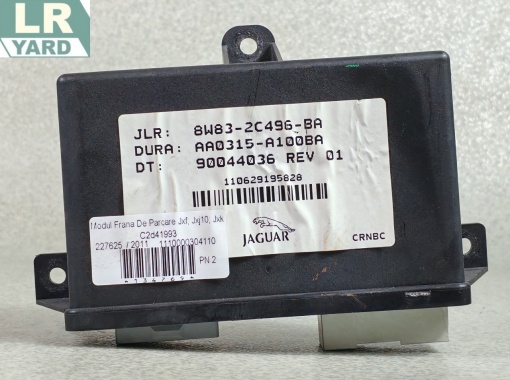 LR
YARD
JLR: 8W83-2C496-BA
DURA: AA0315-A100BA
DT: 90044036 REV 01
110629195828
JAGUAR
CRNBC
Modul Frana De Parcare Jxf, Jxj10, Jxk
C2d41993
227625 / 2011 1110000304110
PN:2